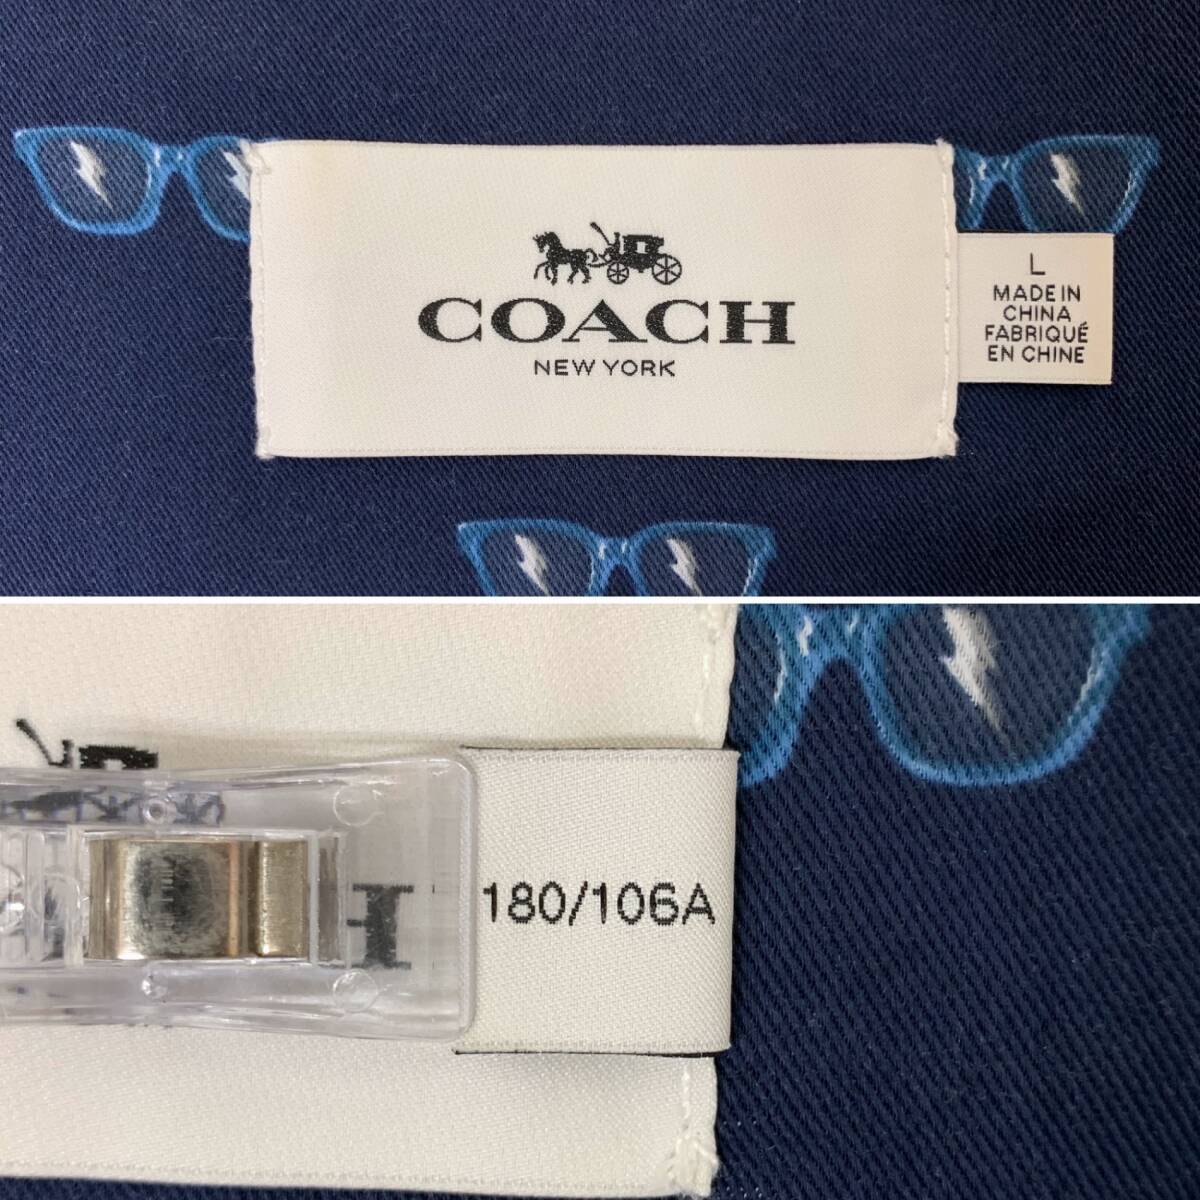 COACH
NEW YORK
L
MADE IN
CHINA
FABRIQUÉ
EN CHINE
180/106A